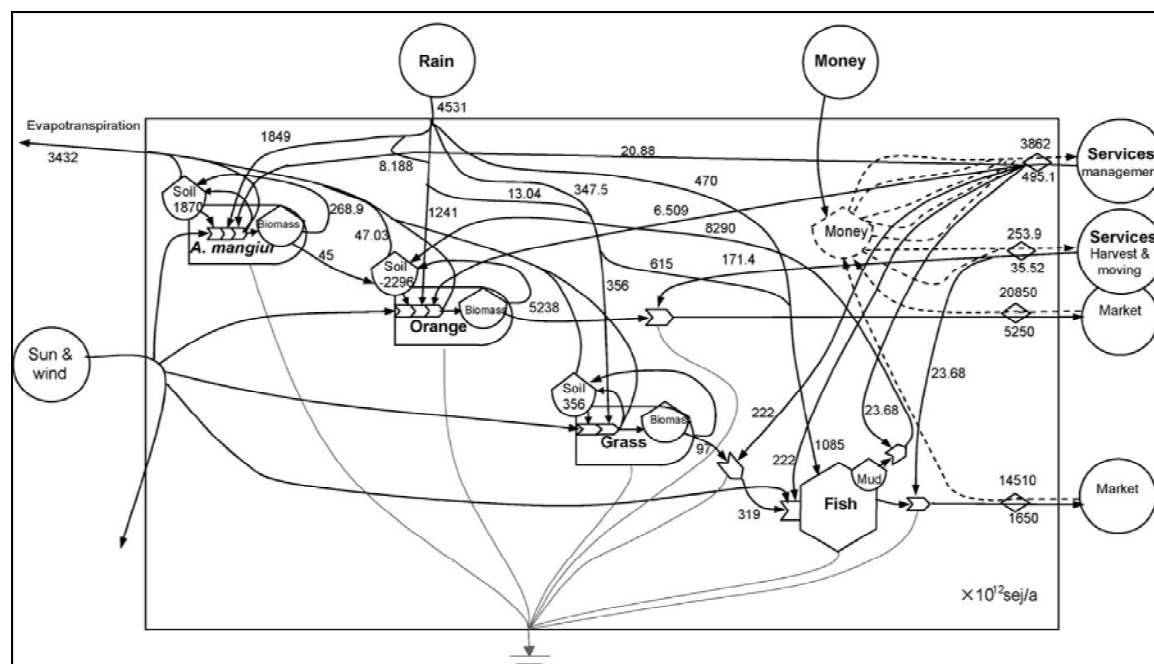 Rain
Money
4531
Evapotranspiration
3432
1849
8.188
20.88
3862
Services
management
495.1
Soil
1870
268.9
Biomass
A. mangiun
13.04
347.5
470
1241
6.509
8290
Money
253.9
Services
Harvest &
moving
35.52
47.03
45
Soil
-2296
615
171.4
356
Biomass
5238
Orange
20850
Market
5250
Sun &
wind
Soil
356
23.68
Biomass
Grass
222
23.68
97
1085
222
Mud
Fish
319
14510
Market
1650
×10¹²sej/a